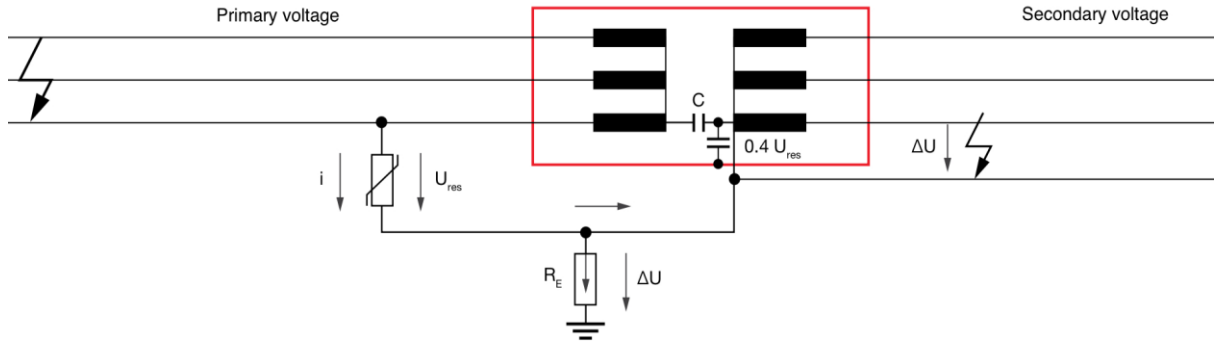 Primary voltage
Secondary voltage
C
0.4 U_res
ΔU
i
U_res
R_E
ΔU